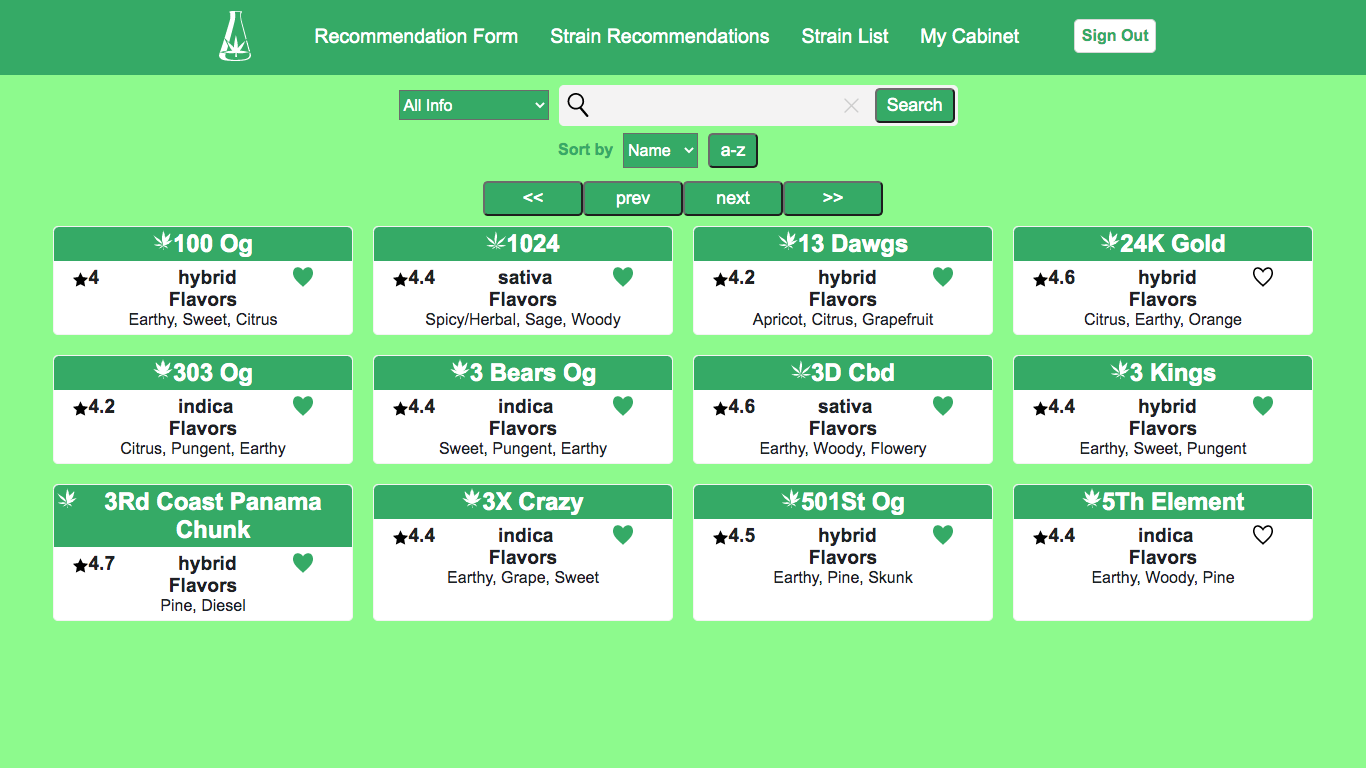 Recommendation Form Strain Recommendations Strain List My Cabinet Sign Out
All Info Search
Sort by Name a-z
<< prev next >>
100 Og
4 hybrid
Flavors
Earthy, Sweet, Citrus
1024
4.4 sativa
Flavors
Spicy/Herbal, Sage, Woody
13 Dawgs
4.2 hybrid
Flavors
Apricot, Citrus, Grapefruit
24K Gold
4.6 hybrid
Flavors
Citrus, Earthy, Orange
303 Og
4.2 indica
Flavors
Citrus, Pungent, Earthy
3 Bears Og
4.4 indica
Flavors
Sweet, Pungent, Earthy
3D Cbd
4.6 sativa
Flavors
Earthy, Woody, Flowery
3 Kings
4.4 hybrid
Flavors
Earthy, Sweet, Pungent
3Rd Coast Panama
Chunk
4.7 hybrid
Flavors
Pine, Diesel
3X Crazy
4.4 indica
Flavors
Earthy, Grape, Sweet
501St Og
4.5 hybrid
Flavors
Earthy, Pine, Skunk
5Th Element
4.4 indica
Flavors
Earthy, Woody, Pine